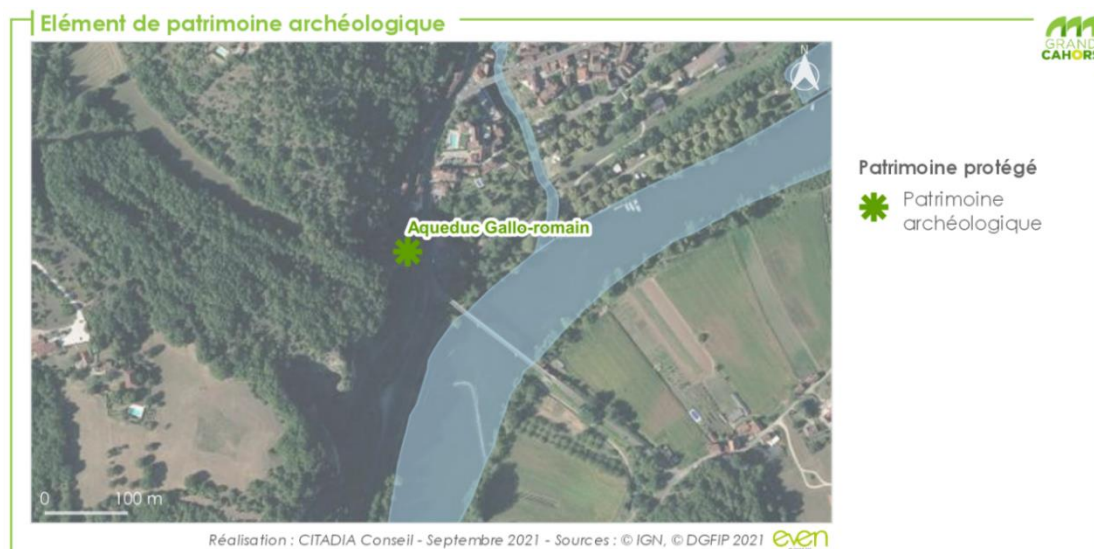 Elément de patrimoine archéologique
GRAND
CAHORS
N
Aqueduc Gallo-romain
Patrimoine protégé
Patrimoine
archéologique
0 100 m
Réalisation : CITADIA Conseil - Septembre 2021 - Sources : © IGN, © DGFIP 2021 even